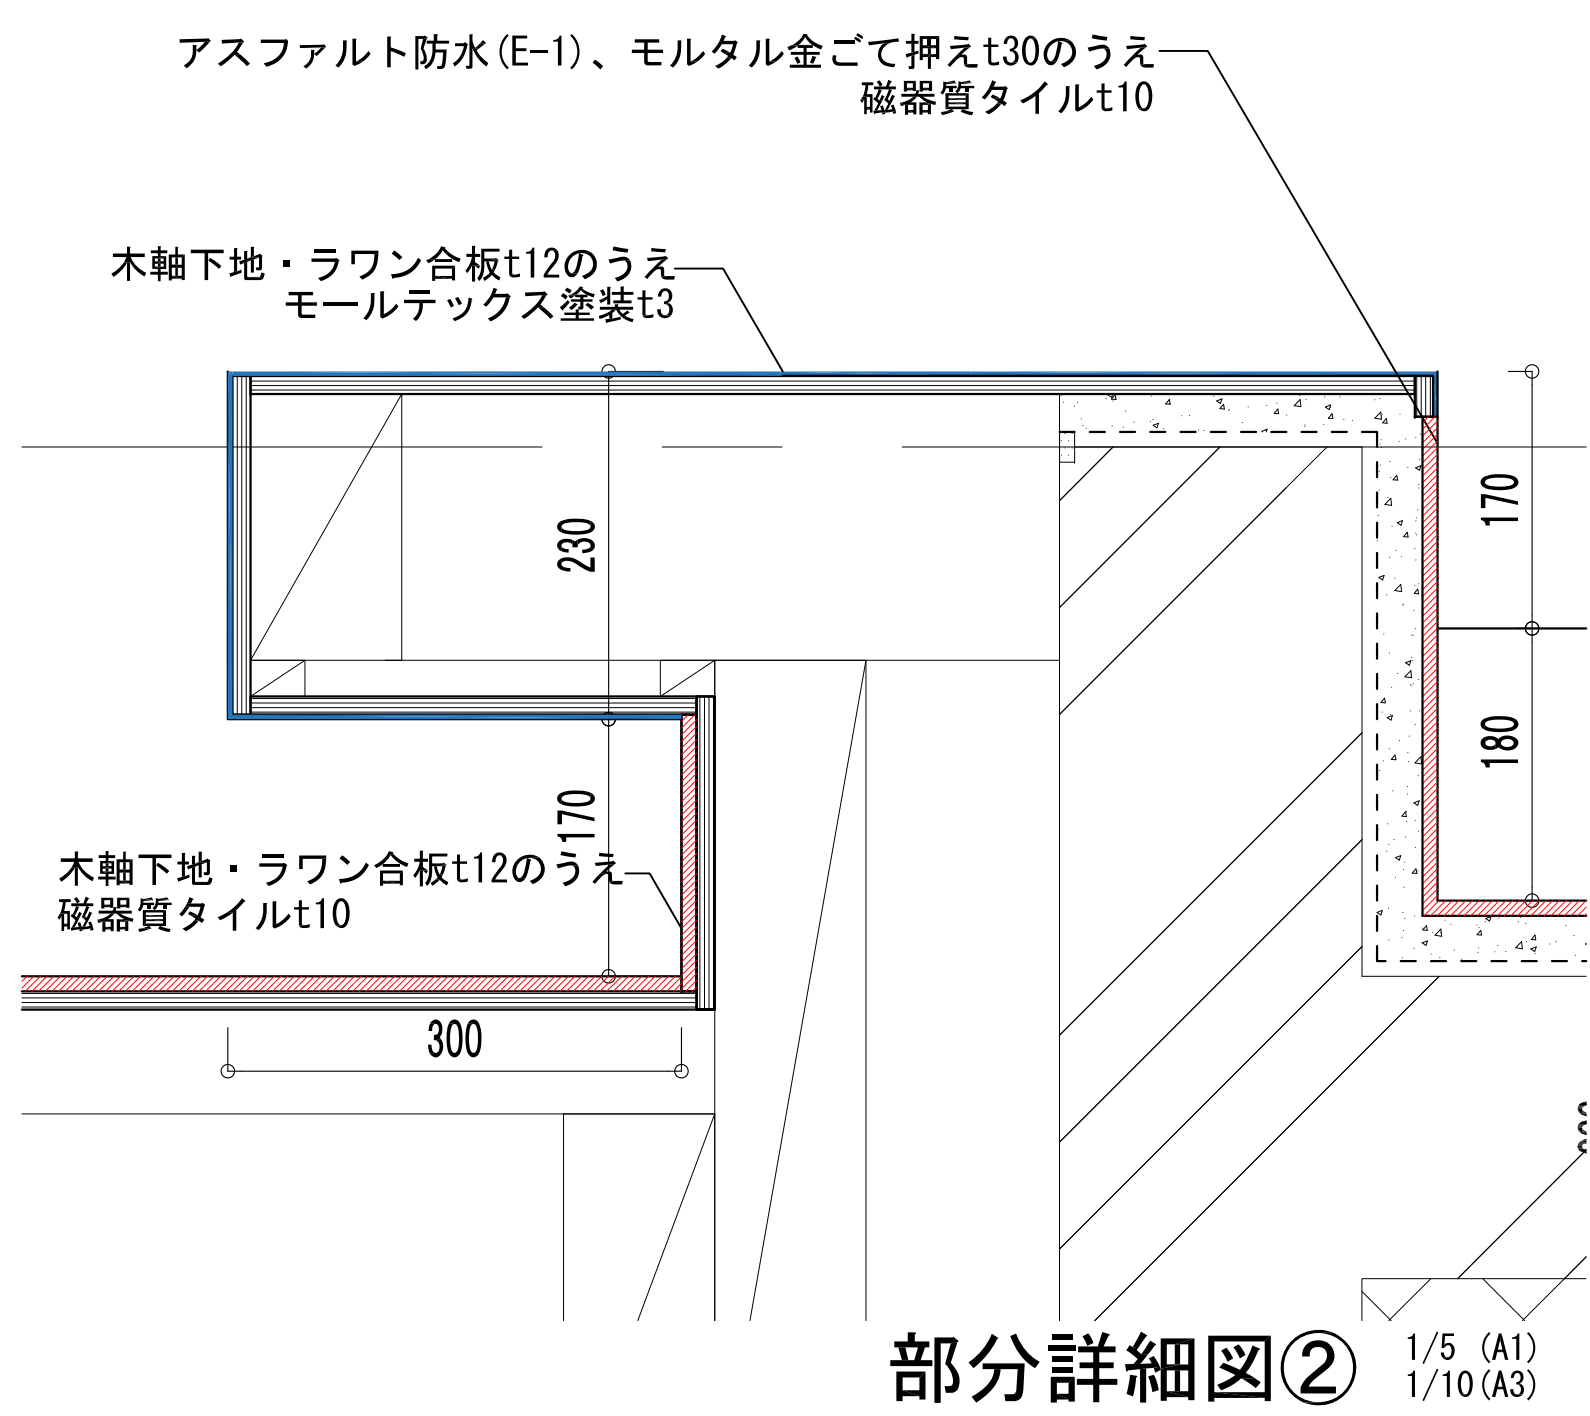 アスファルト防水(E-1)、モルタル金ごて押えt30のうえ
磁器質タイルt10
木軸下地・ラワン合板t12のうえ
モールテックス塗装t3
230
170
170
180
木軸下地・ラワン合板t12のうえ
磁器質タイルt10
300
部分詳細図②
1/5 (A1)
1/10(A3)